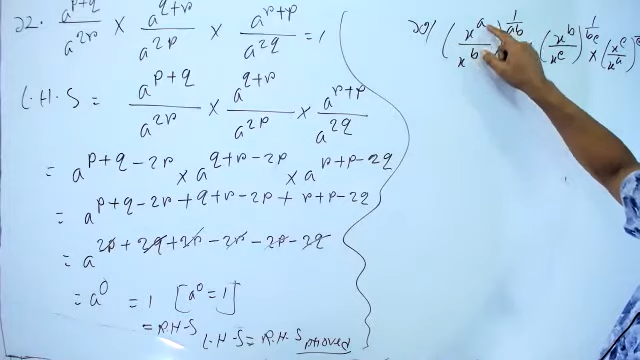 22. a^(p+q)/a^(2r) × a^(q+r)/a^(2p) × a^(r+p)/a^(2q) = 1
L.H.S = a^(p+q)/a^(2r) × a^(q+r)/a^(2p) × a^(r+p)/a^(2q)
= a^(p+q-2r) × a^(q+r-2p) × a^(r+p-2q)
= a^(p+q-2r+q+r-2p+r+p-2q)
= a^(2p+2q+2r-2r-2p-2q)
= a^0 = 1 [a^0 = 1]
= R.H.S
L.H.S = R.H.S proved
(x^a/x^b)^(1/ab) (x^b/x^c)^(1/bc) × (x^c/x^a)